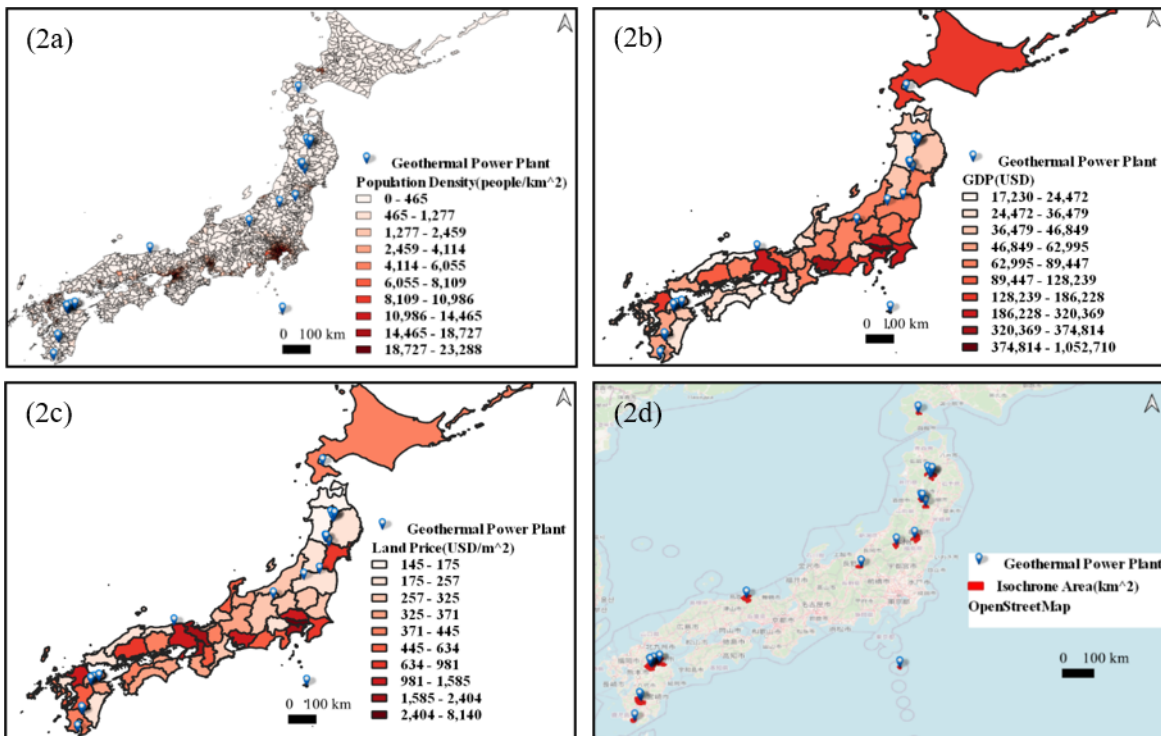 (2a)
Geothermal Power Plant
Population Density(people/km^2)
0 - 465
465 - 1,277
1,277 - 2,459
2,459 - 4,114
4,114 - 6,055
6,055 - 8,109
8,109 - 10,986
10,986 - 14,465
14,465 - 18,727
18,727 - 23,288
0 100 km
(2b)
Geothermal Power Plant
GDP(USD)
17,230 - 24,472
24,472 - 36,479
36,479 - 46,849
46,849 - 62,995
62,995 - 89,447
89,447 - 128,239
128,239 - 186,228
186,228 - 320,369
320,369 - 374,814
374,814 - 1,052,710
0 100 km
(2c)
Geothermal Power Plant
Land Price(USD/m^2)
145 - 175
175 - 257
257 - 325
325 - 371
371 - 445
445 - 634
634 - 981
981 - 1,585
1,585 - 2,404
2,404 - 8,140
0 100 km
(2d)
Geothermal Power Plant
Isochrone Area(km^2)
OpenStreetMap
0 100 km